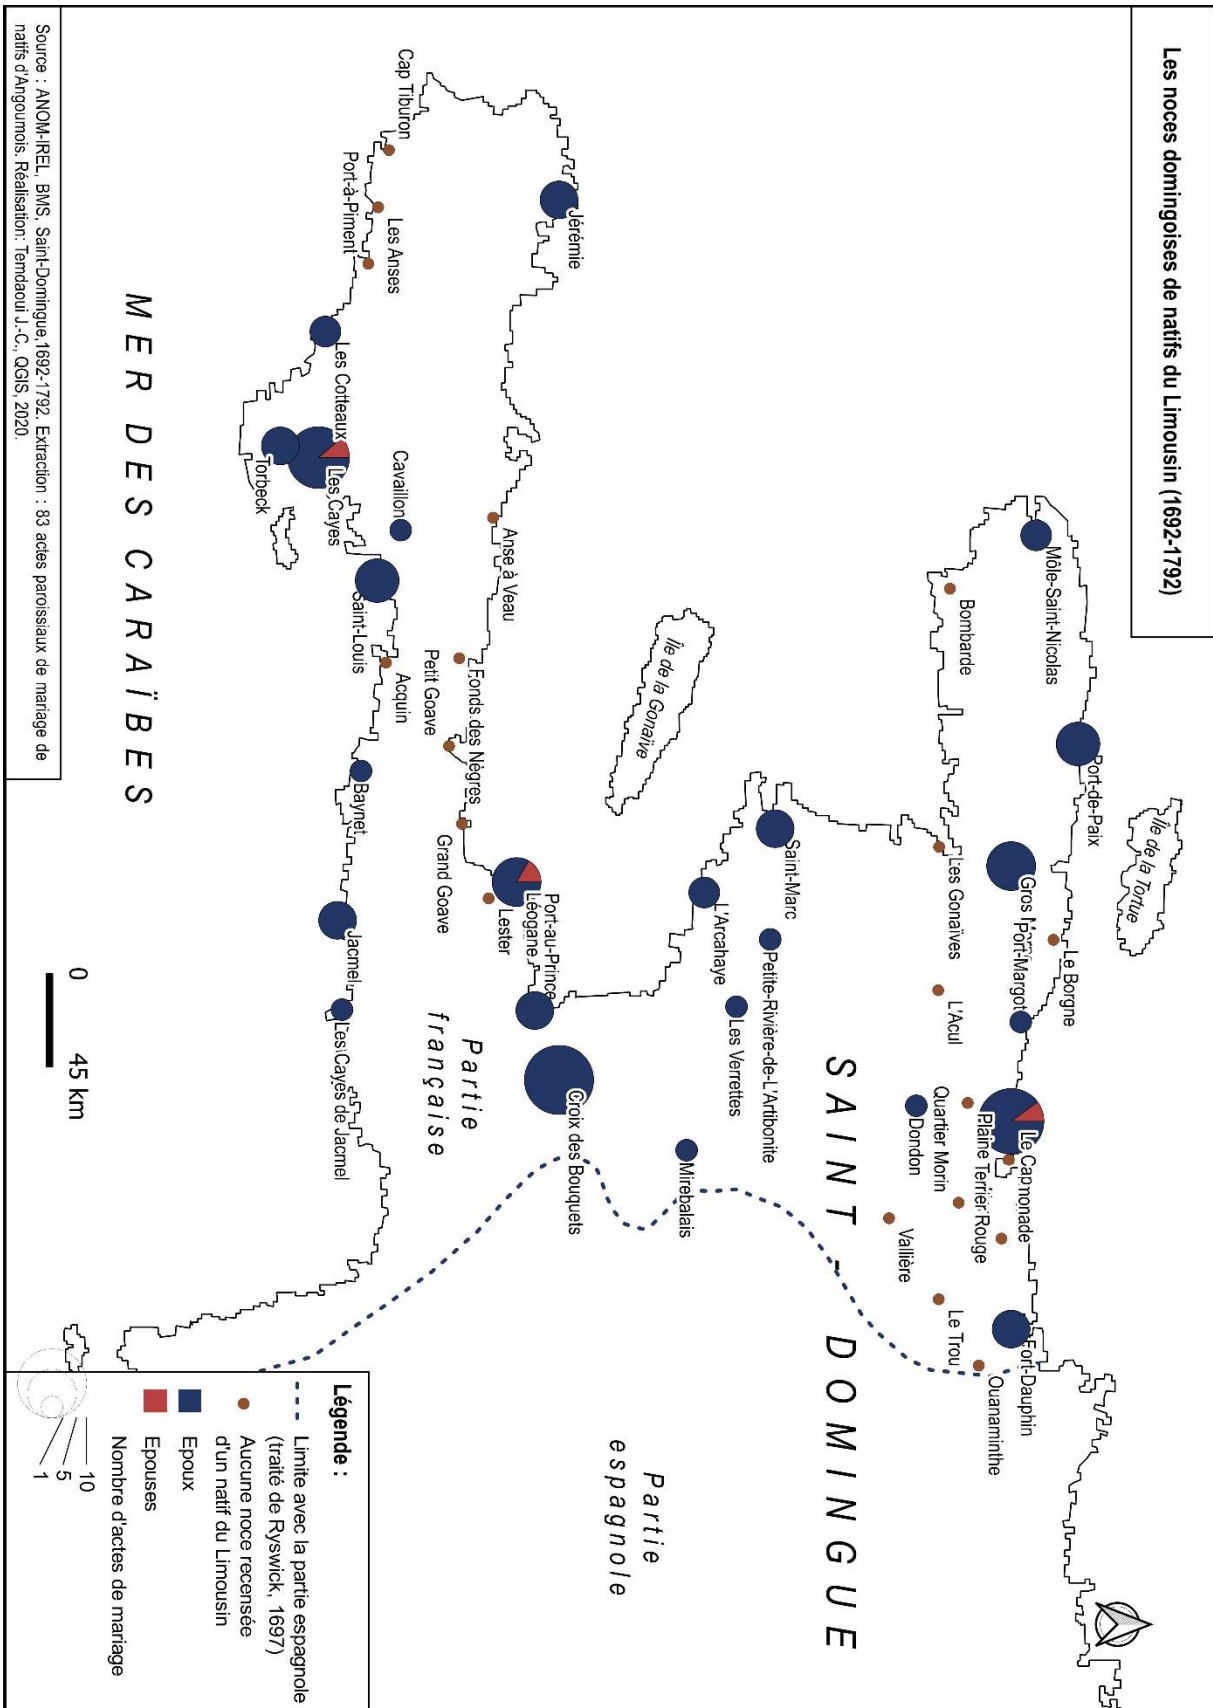 Les noces domingoises de natifs du Limousin (1692-1792)
Île de la Tortue
Môle-Saint-Nicolas
Port-de-Paix
Bombarde
Gros
Le Borgne
Port-Margot
Les Gonaïves
L'Acul
Le Cap
monade
Plaine
Terrier Rouge
Quartier Morin
Dondon
Fort-Dauphin
Vallière
Le Trou
Ouanaminthe
SAINT - DOMINGUE
Saint-Marc
Petite-Rivière-de-L'Artibonite
L'Arcahaye
Les Verrettes
Mirebalais
Île de la Gonaïve
Partie
espagnole
Jérémie
Anse à Veau
Port-au-Prince
Léogane
Croix des Bouquets
Lester
Fonds des Nègres
Petit Goave
Grand Goave
Partie
française
Cap Tiburon
Les Anses
Port-à-Piment
Les Cotteaux
Les Cayes
Torbeck
Cavaillon
Saint-Louis
Acquin
Baynet
Jacmel
Les Cayes de Jacmel
MER DES CARAÏBES
0
45 km
Légende :
Limite avec la partie espagnole
(traité de Ryswick, 1697)
Aucune noce recensée
d'un natif du Limousin
Epoux
Epouses
Nombre d'actes de mariage
10
5
1
Source : ANOM-IREL, BMS, Saint-Domingue,1692-1792. Extraction : 83 actes paroissiaux de mariage de
natifs d'Angoumois. Réalisation: Temdaoui J.-C., QGIS, 2020.